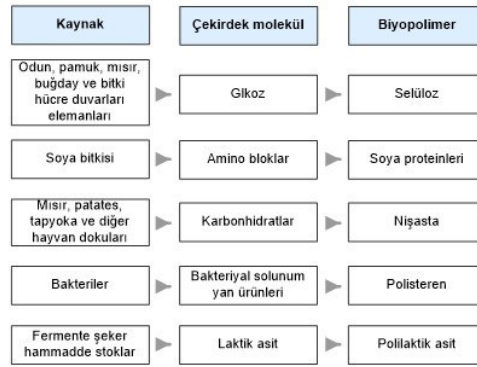 Kaynak
Çekirdek molekül
Biyopolimer
Odun, pamuk, mısır,
buğday ve bitki
hücre duvarları
elemanları
Glkoz
Selüloz
Soya bitkisi
Amino bloklar
Soya proteinleri
Mısır, patates,
tapyoka ve diğer
hayvan dokuları
Karbonhidratlar
Nişasta
Bakteriler
Bakteriyal solunum
yan ürünleri
Polisteren
Fermente şeker
hammadde stoklar
Laktik asit
Polilaktik asit